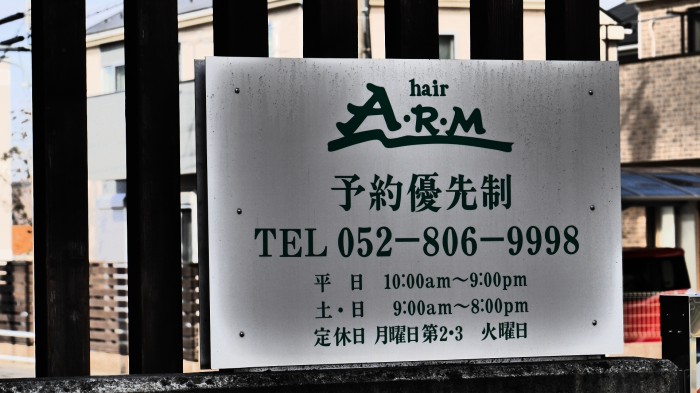 hair
A・R・M
予約優先制
TEL 052-806-9998
平　日　10:00am〜9:00pm
土・日　9:00am〜8:00pm
定休日 月曜日第2・3　火曜日